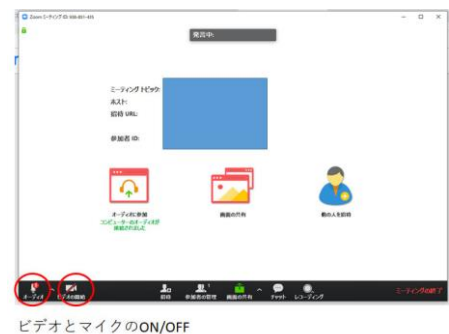 Zoom ミーティング ID: 
発言中:
ミーティング トピック:
ホスト:
招待 URL:
参加者 ID:
オーディオに参加
コンピューターのオーディオが
接続されました
画面の共有
他の人を招待
オーディオ
ビデオの開始
招待
1
参加者の管理
画面の共有
チャット
レコーディング
ミーティングの終了
ビデオとマイクのON/OFF